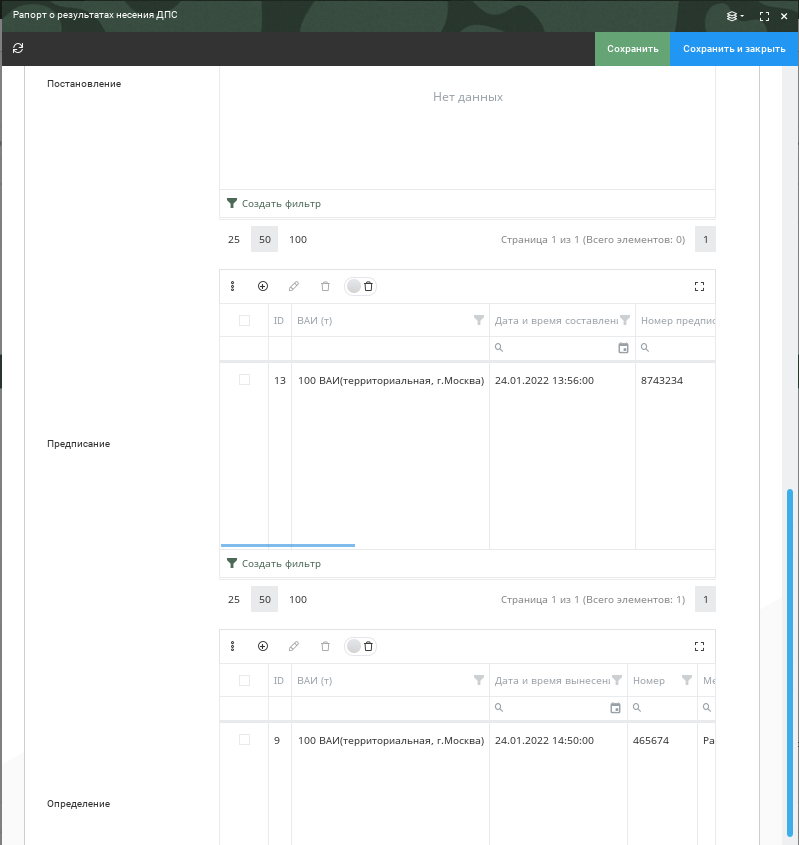 Рапорт о результатах несения ДПС
Сохранить
Сохранить и закрыть
Постановление
Нет данных
Создать фильтр
25 50 100
Страница 1 из 1 (Всего элементов: 0) 1
ID ВАИ (т) Дата и время составлен Номер предпис
13 100 ВАИ(территориальная, г.Москва) 24.01.2022 13:56:00 8743234
Предписание
Создать фильтр
25 50 100
Страница 1 из 1 (Всего элементов: 1) 1
ID ВАИ (т) Дата и время вынесен Номер Ме
9 100 ВАИ(территориальная, г.Москва) 24.01.2022 14:50:00 465674 Ра
Определение